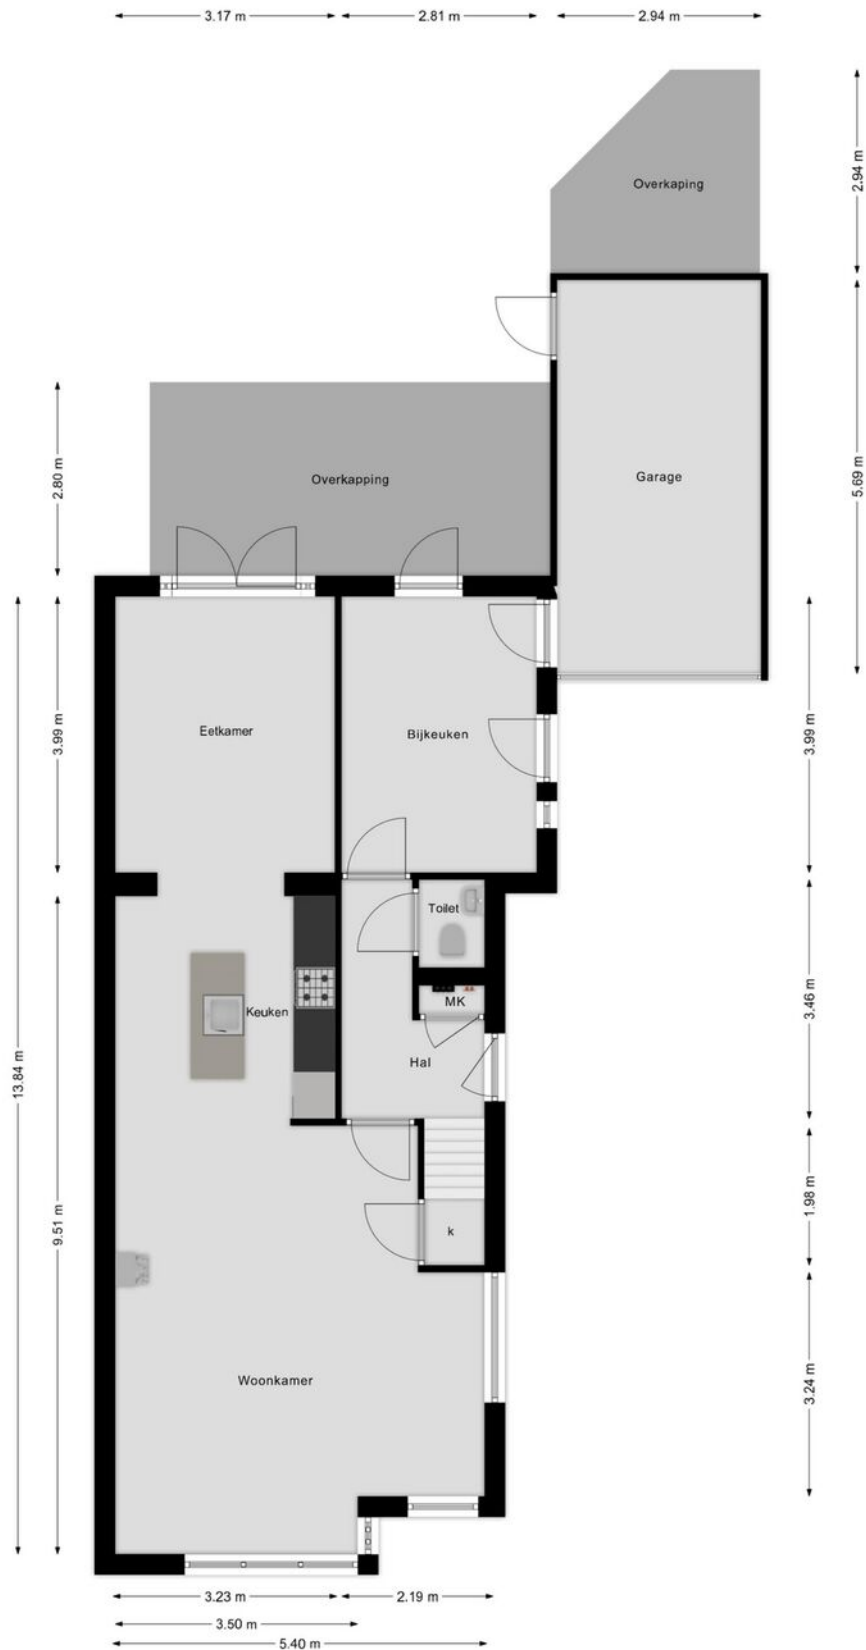 3.17 m
2.81 m
2.94 m
2.94 m
Overkaping
5.69 m
Garage
2.80 m
Overkapping
3.99 m
Eetkamer
Bijkeuken
3.99 m
Toilet
MK
Keuken
Hal
3.46 m
13.84 m
9.51 m
k
1.98 m
Woonkamer
3.24 m
3.23 m
2.19 m
3.50 m
5.40 m